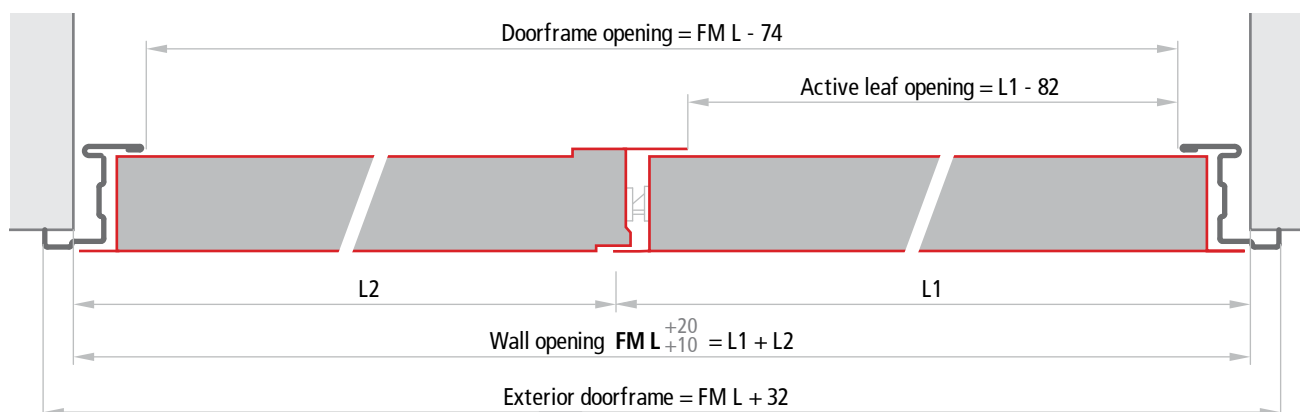 Doorframe opening = FM L - 74
Active leaf opening = L1 - 82
L2
L1
Wall opening FM L +20 +10 = L1 + L2
Exterior doorframe = FM L + 32